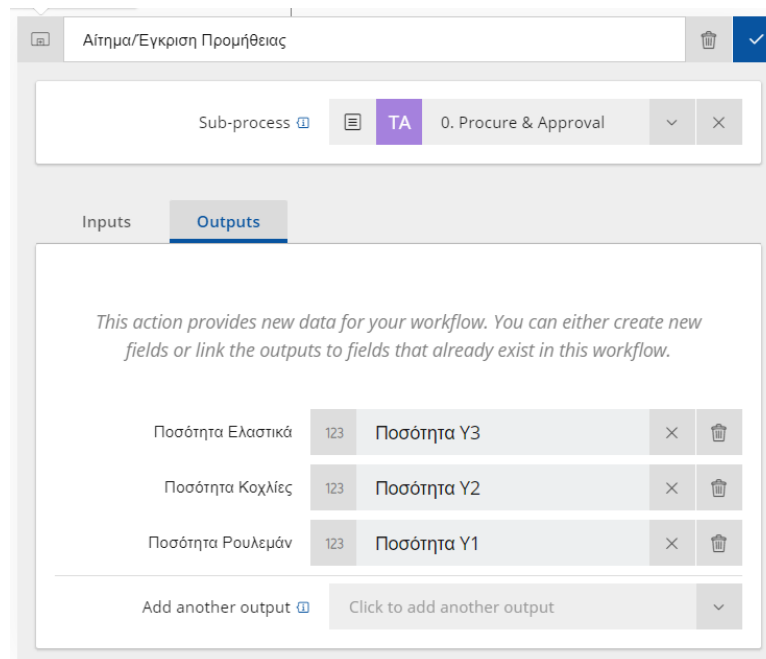 Αίτημα/Έγκριση Προμήθειας
Sub-process
TA 0. Procure & Approval
Inputs Outputs
This action provides new data for your workflow. You can either create new
fields or link the outputs to fields that already exist in this workflow.
Ποσότητα Ελαστικά 123 Ποσότητα Υ3
Ποσότητα Κοχλίες 123 Ποσότητα Υ2
Ποσότητα Ρουλεμάν 123 Ποσότητα Υ1
Add another output Click to add another output